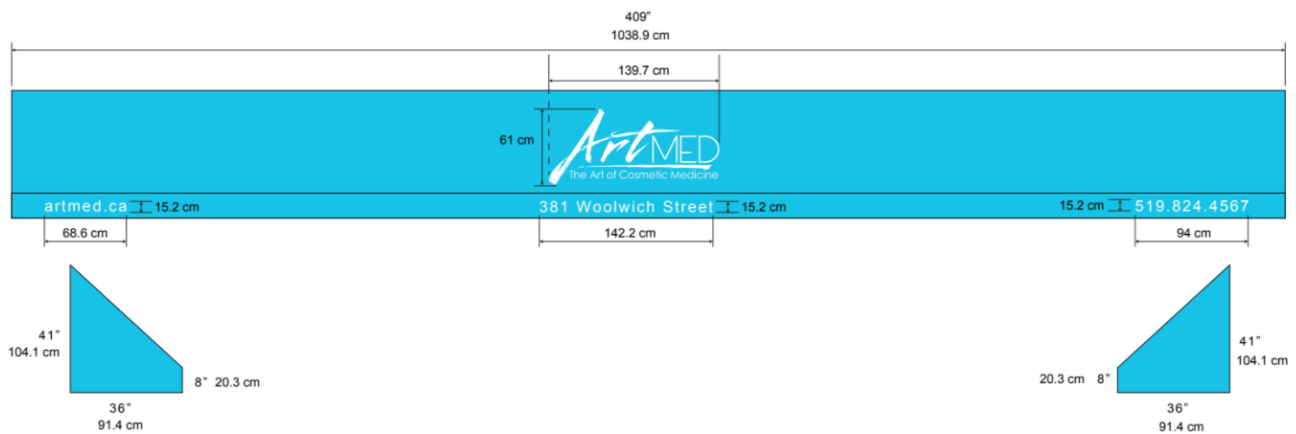 409"
1038.9 cm
139.7 cm
61 cm
ArtMED
The Art of Cosmetic Medicine
artmed.ca 15.2 cm
381 Woolwich Street 15.2 cm
15.2 cm 519.824.4567
68.6 cm
142.2 cm
94 cm
41"
104.1 cm
8" 20.3 cm
36"
91.4 cm
41"
104.1 cm
20.3 cm 8"
36"
91.4 cm